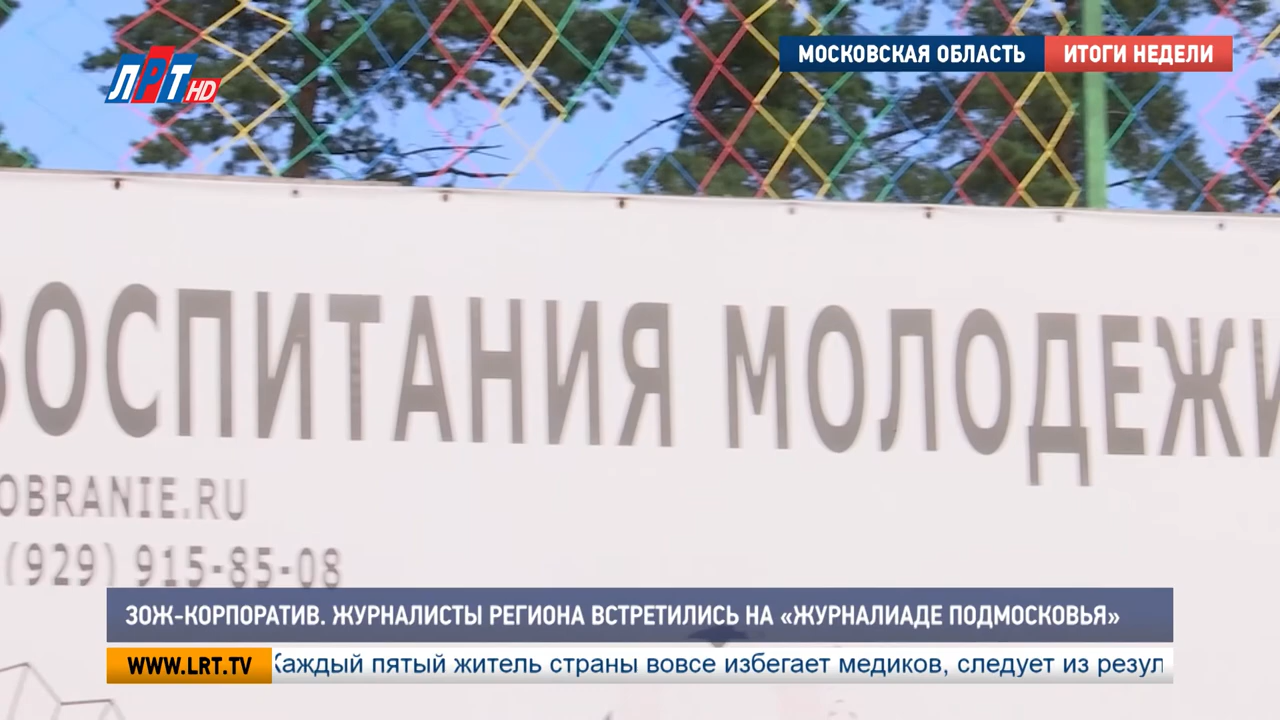 ЛРТ HD
МОСКОВСКАЯ ОБЛАСТЬ ИТОГИ НЕДЕЛИ
ВОСПИТАНИЯ МОЛОДЕЖИ
OBRANIE.RU
(929) 915-85-08
ЗОЖ-КОРПОРАТИВ. ЖУРНАЛИСТЫ РЕГИОНА ВСТРЕТИЛИСЬ НА «ЖУРНАЛИАДЕ ПОДМОСКОВЬЯ»
WWW.LRT.TV Каждый пятый житель страны вовсе избегает медиков, следует из резул